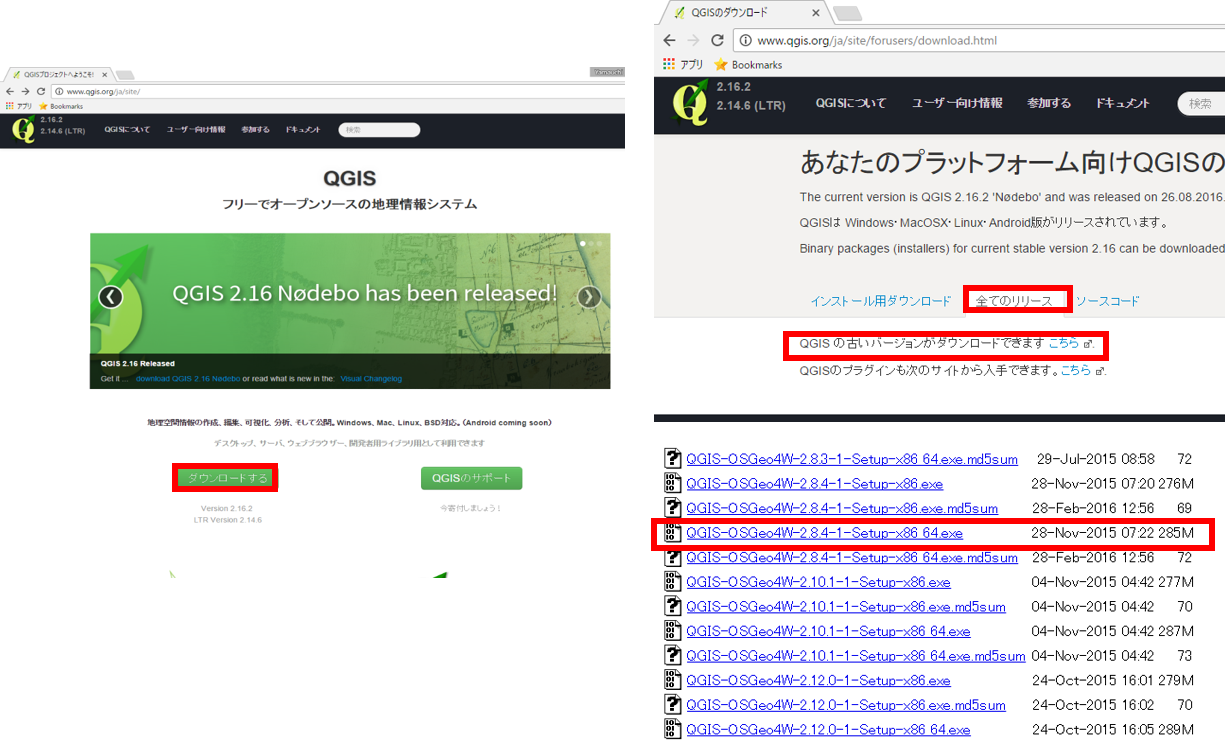 QGISプロジェクトへようこそ!
Yamauchi
www.qgis.org/ja/site/
アプリ Bookmarks
2.16.2
2.14.6 (LTR)
QGISについて ユーザー向け情報 参加する ドキュメント 検索
QGIS
フリーでオープンソースの地理情報システム
QGIS 2.16 Nødebo has been released!
QGIS 2.16 Released
Get it ... download QGIS 2.16 Nødebo or read what is new in the: Visual Changelog
地理空間情報の作成、編集、可視化、分析、そして公開。Windows、Mac、Linux、BSD対応。(Android coming soon)
デスクトップ、サーバ、ウェブブラウザー、開発者用ライブラリ用として利用できます
ダウンロードする QGISのサポート
Version 2.16.2
LTR Version 2.14.6
今寄付しましょう!
QGISのダウンロード
www.qgis.org/ja/site/forusers/download.html
アプリ Bookmarks
2.16.2
2.14.6 (LTR)
QGISについて ユーザー向け情報 参加する ドキュメント 検索
あなたのプラットフォーム向けQGISの
The current version is QGIS 2.16.2 'Nødebo' and was released on 26.08.2016.
QGISは Windows・MacOSX・Linux・Android版がリリースされています。
Binary packages (installers) for current stable version 2.16 can be downloaded
インストール用ダウンロード 全てのリリース ソースコード
QGIS の古いバージョンがダウンロードできます こちら.
QGISのプラグインも次のサイトから入手できます。こちら.
QGIS-OSGeo4W-2.8.3-1-Setup-x86_64.exe.md5sum 29-Jul-2015 08:58 72
QGIS-OSGeo4W-2.8.4-1-Setup-x86.exe 28-Nov-2015 07:20 276M
QGIS-OSGeo4W-2.8.4-1-Setup-x86.exe.md5sum 28-Feb-2016 12:56 69
QGIS-OSGeo4W-2.8.4-1-Setup-x86_64.exe 28-Nov-2015 07:22 285M
QGIS-OSGeo4W-2.8.4-1-Setup-x86_64.exe.md5sum 28-Feb-2016 12:56 72
QGIS-OSGeo4W-2.10.1-1-Setup-x86.exe 04-Nov-2015 04:42 277M
QGIS-OSGeo4W-2.10.1-1-Setup-x86.exe.md5sum 04-Nov-2015 04:42 70
QGIS-OSGeo4W-2.10.1-1-Setup-x86_64.exe 04-Nov-2015 04:42 287M
QGIS-OSGeo4W-2.10.1-1-Setup-x86_64.exe.md5sum 04-Nov-2015 04:42 73
QGIS-OSGeo4W-2.12.0-1-Setup-x86.exe 24-Oct-2015 16:01 279M
QGIS-OSGeo4W-2.12.0-1-Setup-x86.exe.md5sum 24-Oct-2015 16:02 70
QGIS-OSGeo4W-2.12.0-1-Setup-x86_64.exe 24-Oct-2015 16:05 289M